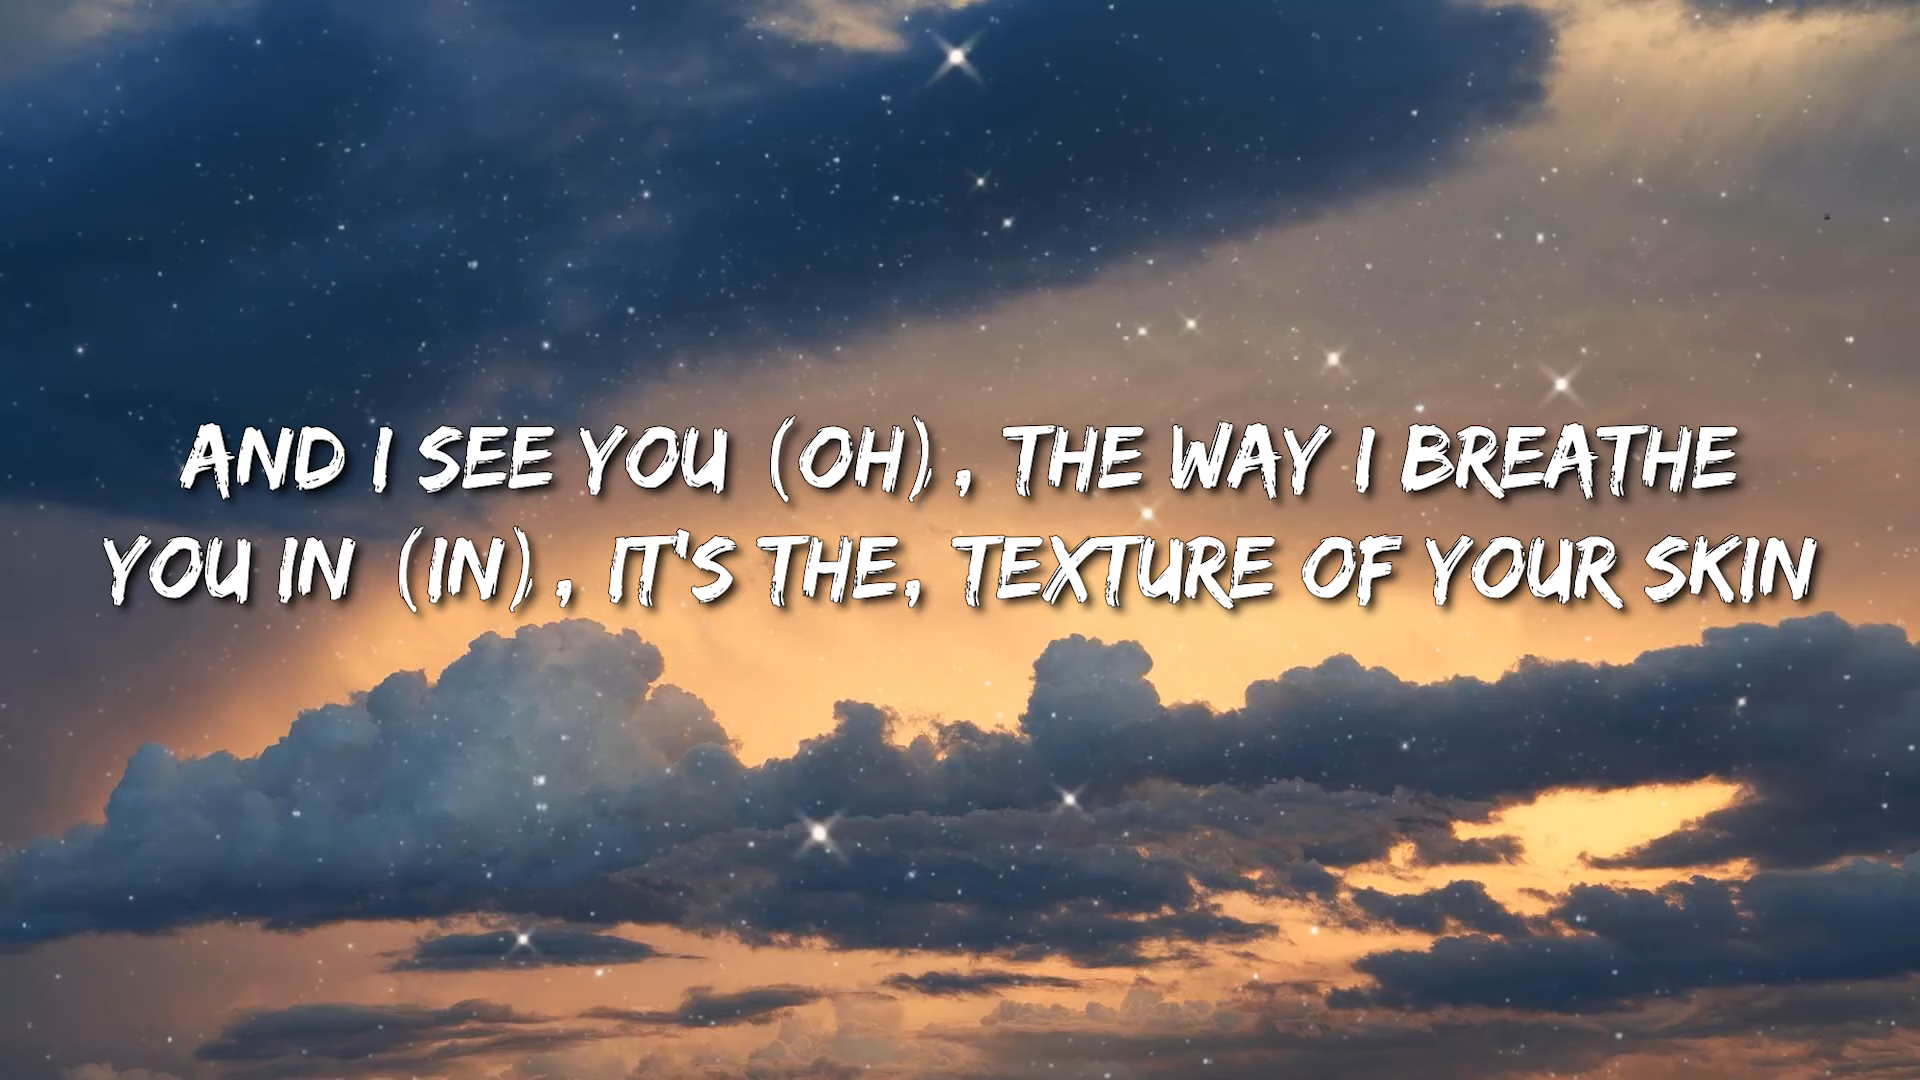 AND I SEE YOU (OH), THE WAY I BREATHE
YOU IN (IN), IT'S THE, TEXTURE OF YOUR SKIN